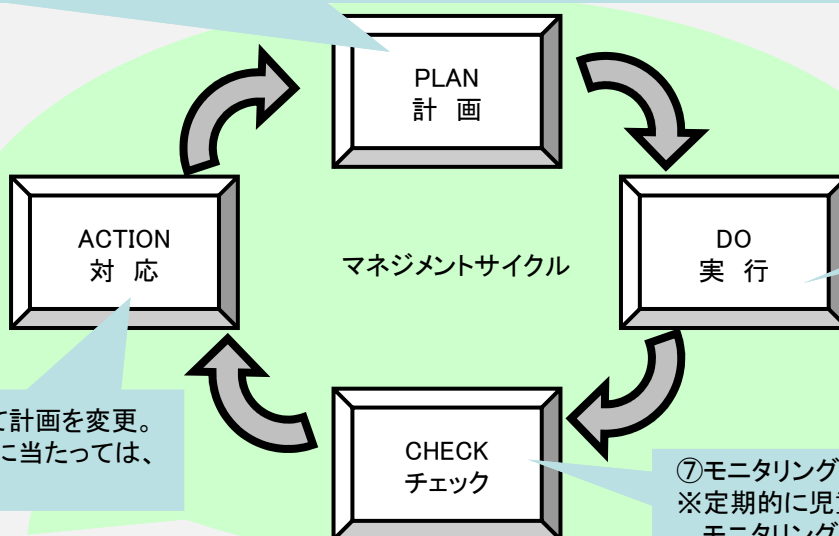 PLAN
計 画
ACTION
対 応
マネジメントサイクル
DO
実 行
て計画を変更。
に当たっては、
CHECK
チェック
⑦モニタリング
※定期的に児
モニタリング